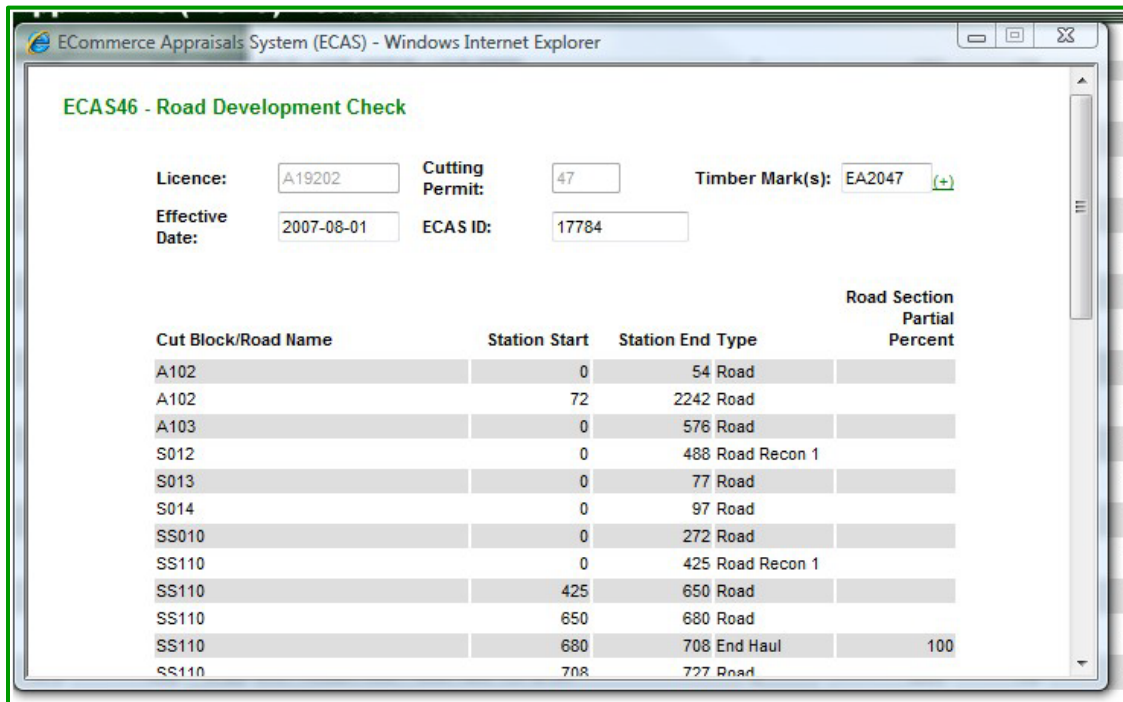 ECommerce Appraisals System (ECAS) - Windows Internet Explorer
ECAS46 - Road Development Check
Licence: A19202 Cutting Permit: 47 Timber Mark(s): EA2047 (+)
Effective Date: 2007-08-01 ECAS ID: 17784
Cut Block/Road Name Station Start Station End Type Road Section Partial Percent
A102 0 54 Road
A102 72 2242 Road
A103 0 576 Road
S012 0 488 Road Recon 1
S013 0 77 Road
S014 0 97 Road
SS010 0 272 Road
SS110 0 425 Road Recon 1
SS110 425 650 Road
SS110 650 680 Road
SS110 680 708 End Haul 100
SS110 708 727 Road